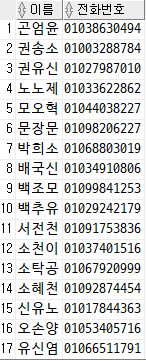 이름 전화번호
1 곤엄윤 01038630494
2 권송소 01003288784
3 권유신 01027987010
4 노노제 01033622862
5 모오혁 01044038227
6 문장문 01098206227
7 박희소 01068803019
8 배국신 01034910806
9 백조모 01099841253
10 백추유 01029242179
11 서전천 01091753836
12 소천이 01037401516
13 소탁공 01067920999
14 소혜천 01092874454
15 신유노 01017844363
16 오손양 01053405716
17 유신염 01066511791